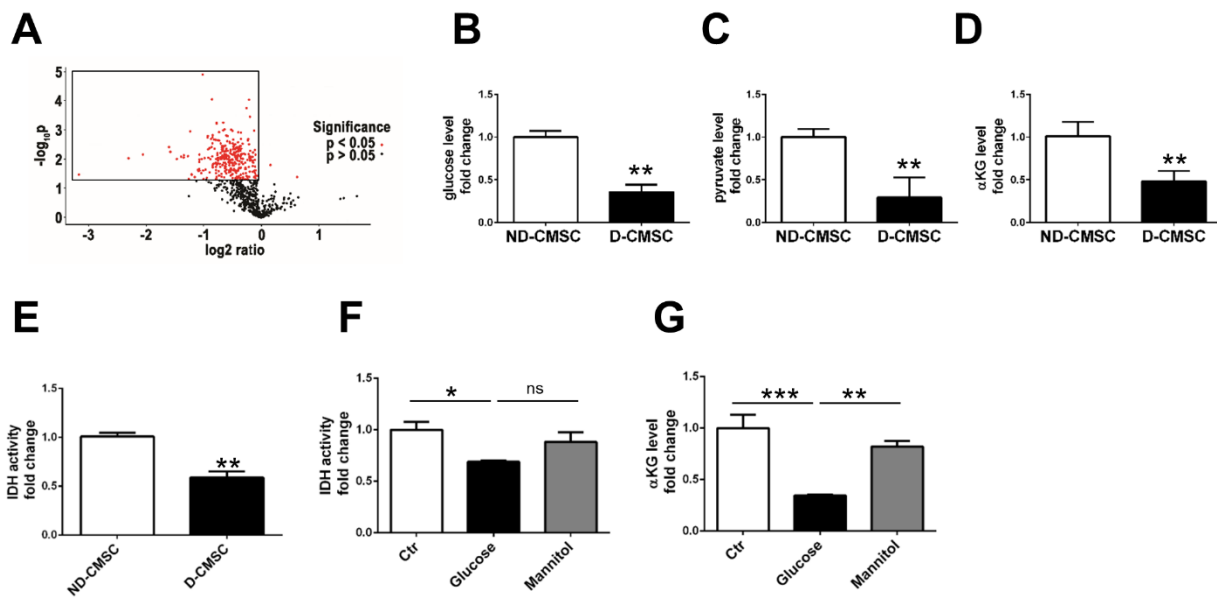 A
-log10p
5
4
3
2
1
0
-3
-2
-1
0
1
log2 ratio
Significance
p < 0.05
p > 0.05
B
glucose level
fold change
1.5
1.0
0.5
0.0
ND-CMSC
D-CMSC
**
C
pyruvate level
fold change
1.5
1.0
0.5
0.0
ND-CMSC
D-CMSC
**
D
αKG level
fold change
1.5
1.0
0.5
0.0
ND-CMSC
D-CMSC
**
E
IDH activity
fold change
1.5
1.0
0.5
0.0
ND-CMSC
D-CMSC
**
F
IDH activity
fold change
1.5
1.0
0.5
0.0
*
ns
Ctr
Glucose
Mannitol
G
αKG level
fold change
1.5
1.0
0.5
0.0
***
**
Ctr
Glucose
Mannitol